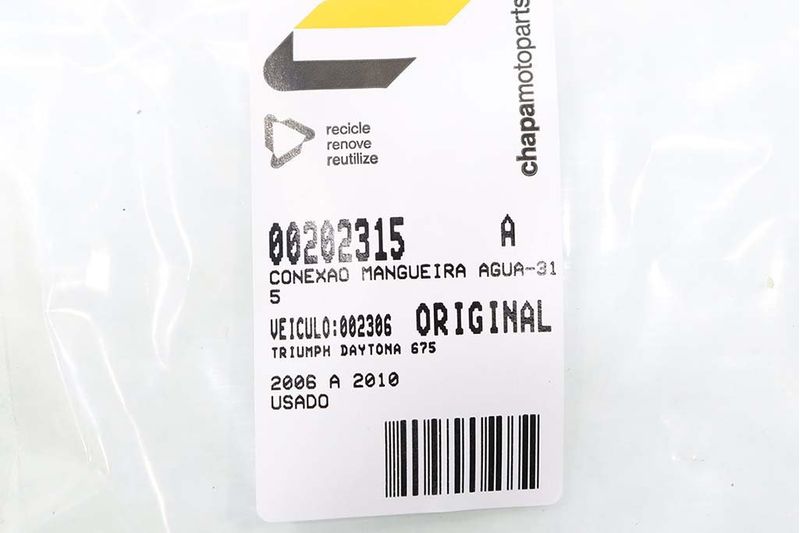 chapamotoparts
recicle
renove
reutilize
00202315 A
CONEXAO MANGUEIRA AGUA-31
5
VEICULO:002306 ORIGINAL
TRIUMPH DAYTONA 675
2006 A 2010
USADO